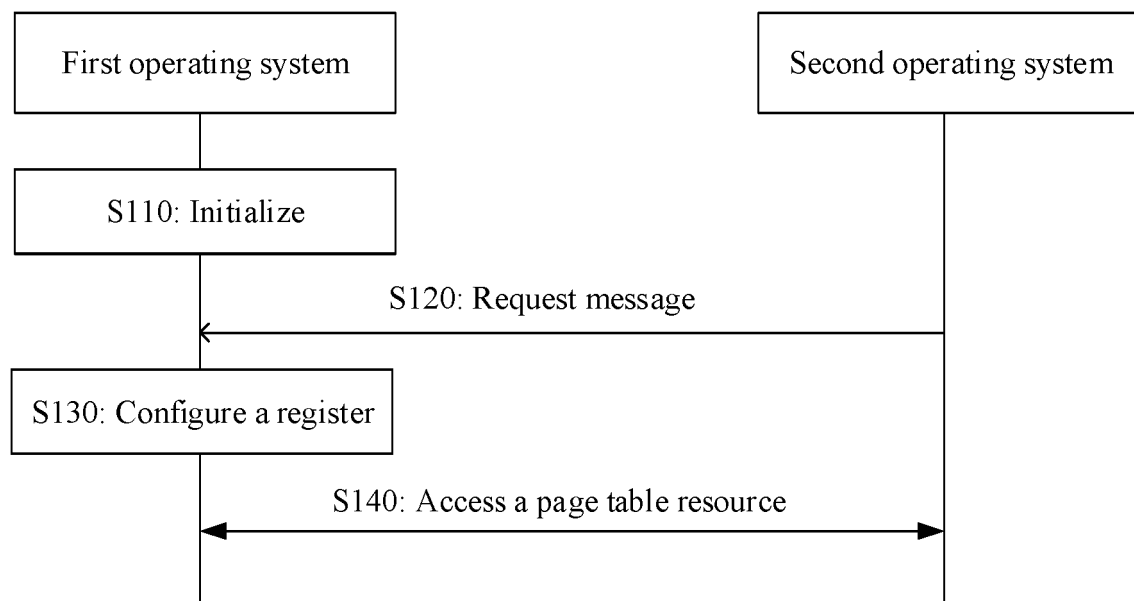 First operating system
Second operating system
S110: Initialize
S120: Request message
S130: Configure a register
S140: Access a page table resource